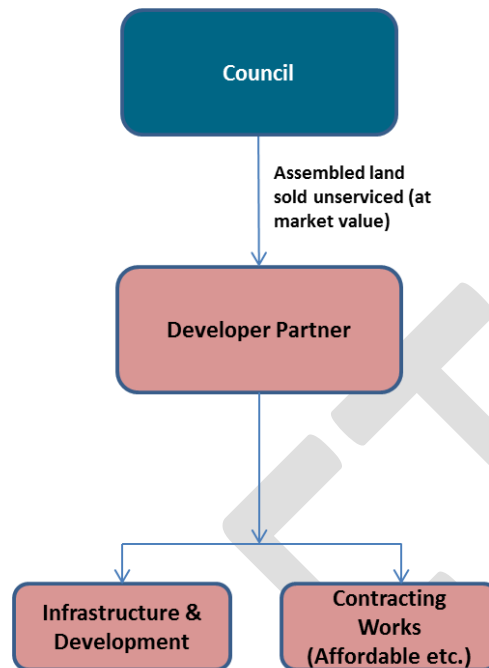 Council
Assembled land
sold unserviced (at
market value)
Developer Partner
Infrastructure &
Development
Contracting
Works
(Affordable etc.)